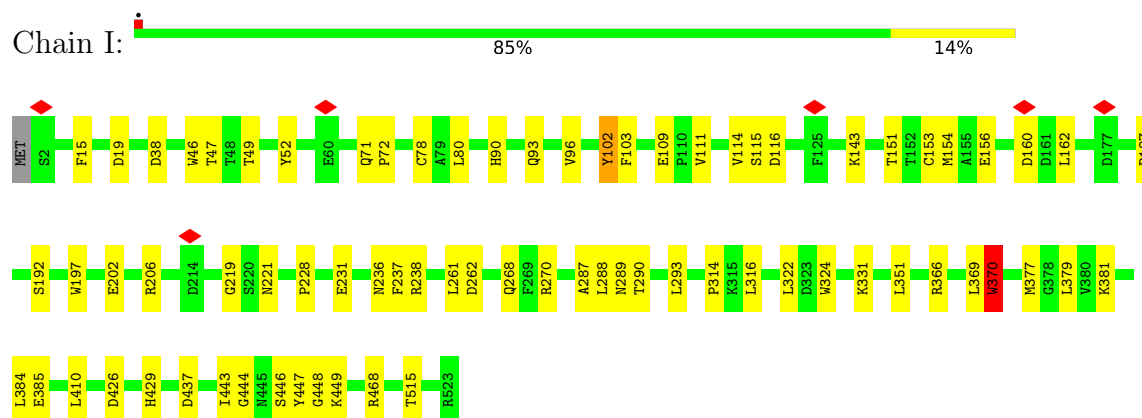 Chain I:
85% 14%
MET S2 F15 D19 D38 W46 T47 T48 T49 Y52 E60 Q71 P72 C78 A79 L80 H90 Q93 V96 Y102 F103 E109 P110 V111 V114 S115 D116 F125 K143 T151 T152 C153 M154 A155 E156 D160 D161 L162 D177
S192 W197 E202 R206 D214 G219 S220 N221 P228 E231 N236 F237 R238 L261 D262 Q268 F269 R270 A287 L288 N289 T290 L293 P314 K315 L316 L322 D323 W324 K331 L351 R366 L369 W370 M377 G378 L379 V380 K381
L384 E385 L410 D426 H429 D437 I443 G444 N445 S446 Y447 G448 K449 R468 T515 R523